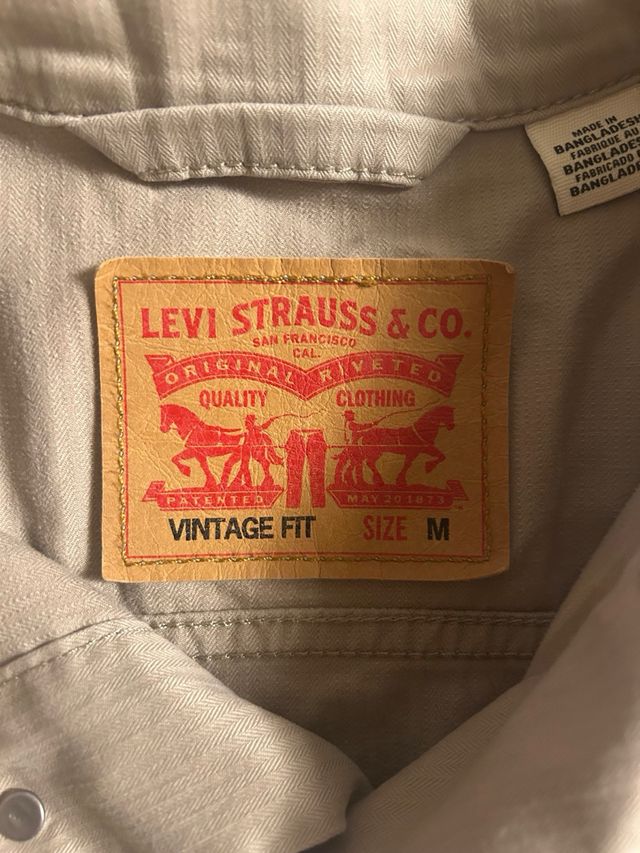 MADE IN
BANGLADESH
FABRIQUE AU
BANGLADESH
FABRICADO
LEVI STRAUSS & CO.
SAN FRANCISCO
CAL.
ORIGINAL RIVETED
QUALITY CLOTHING
PATENTED MAY 20 1873
VINTAGE FIT SIZE M